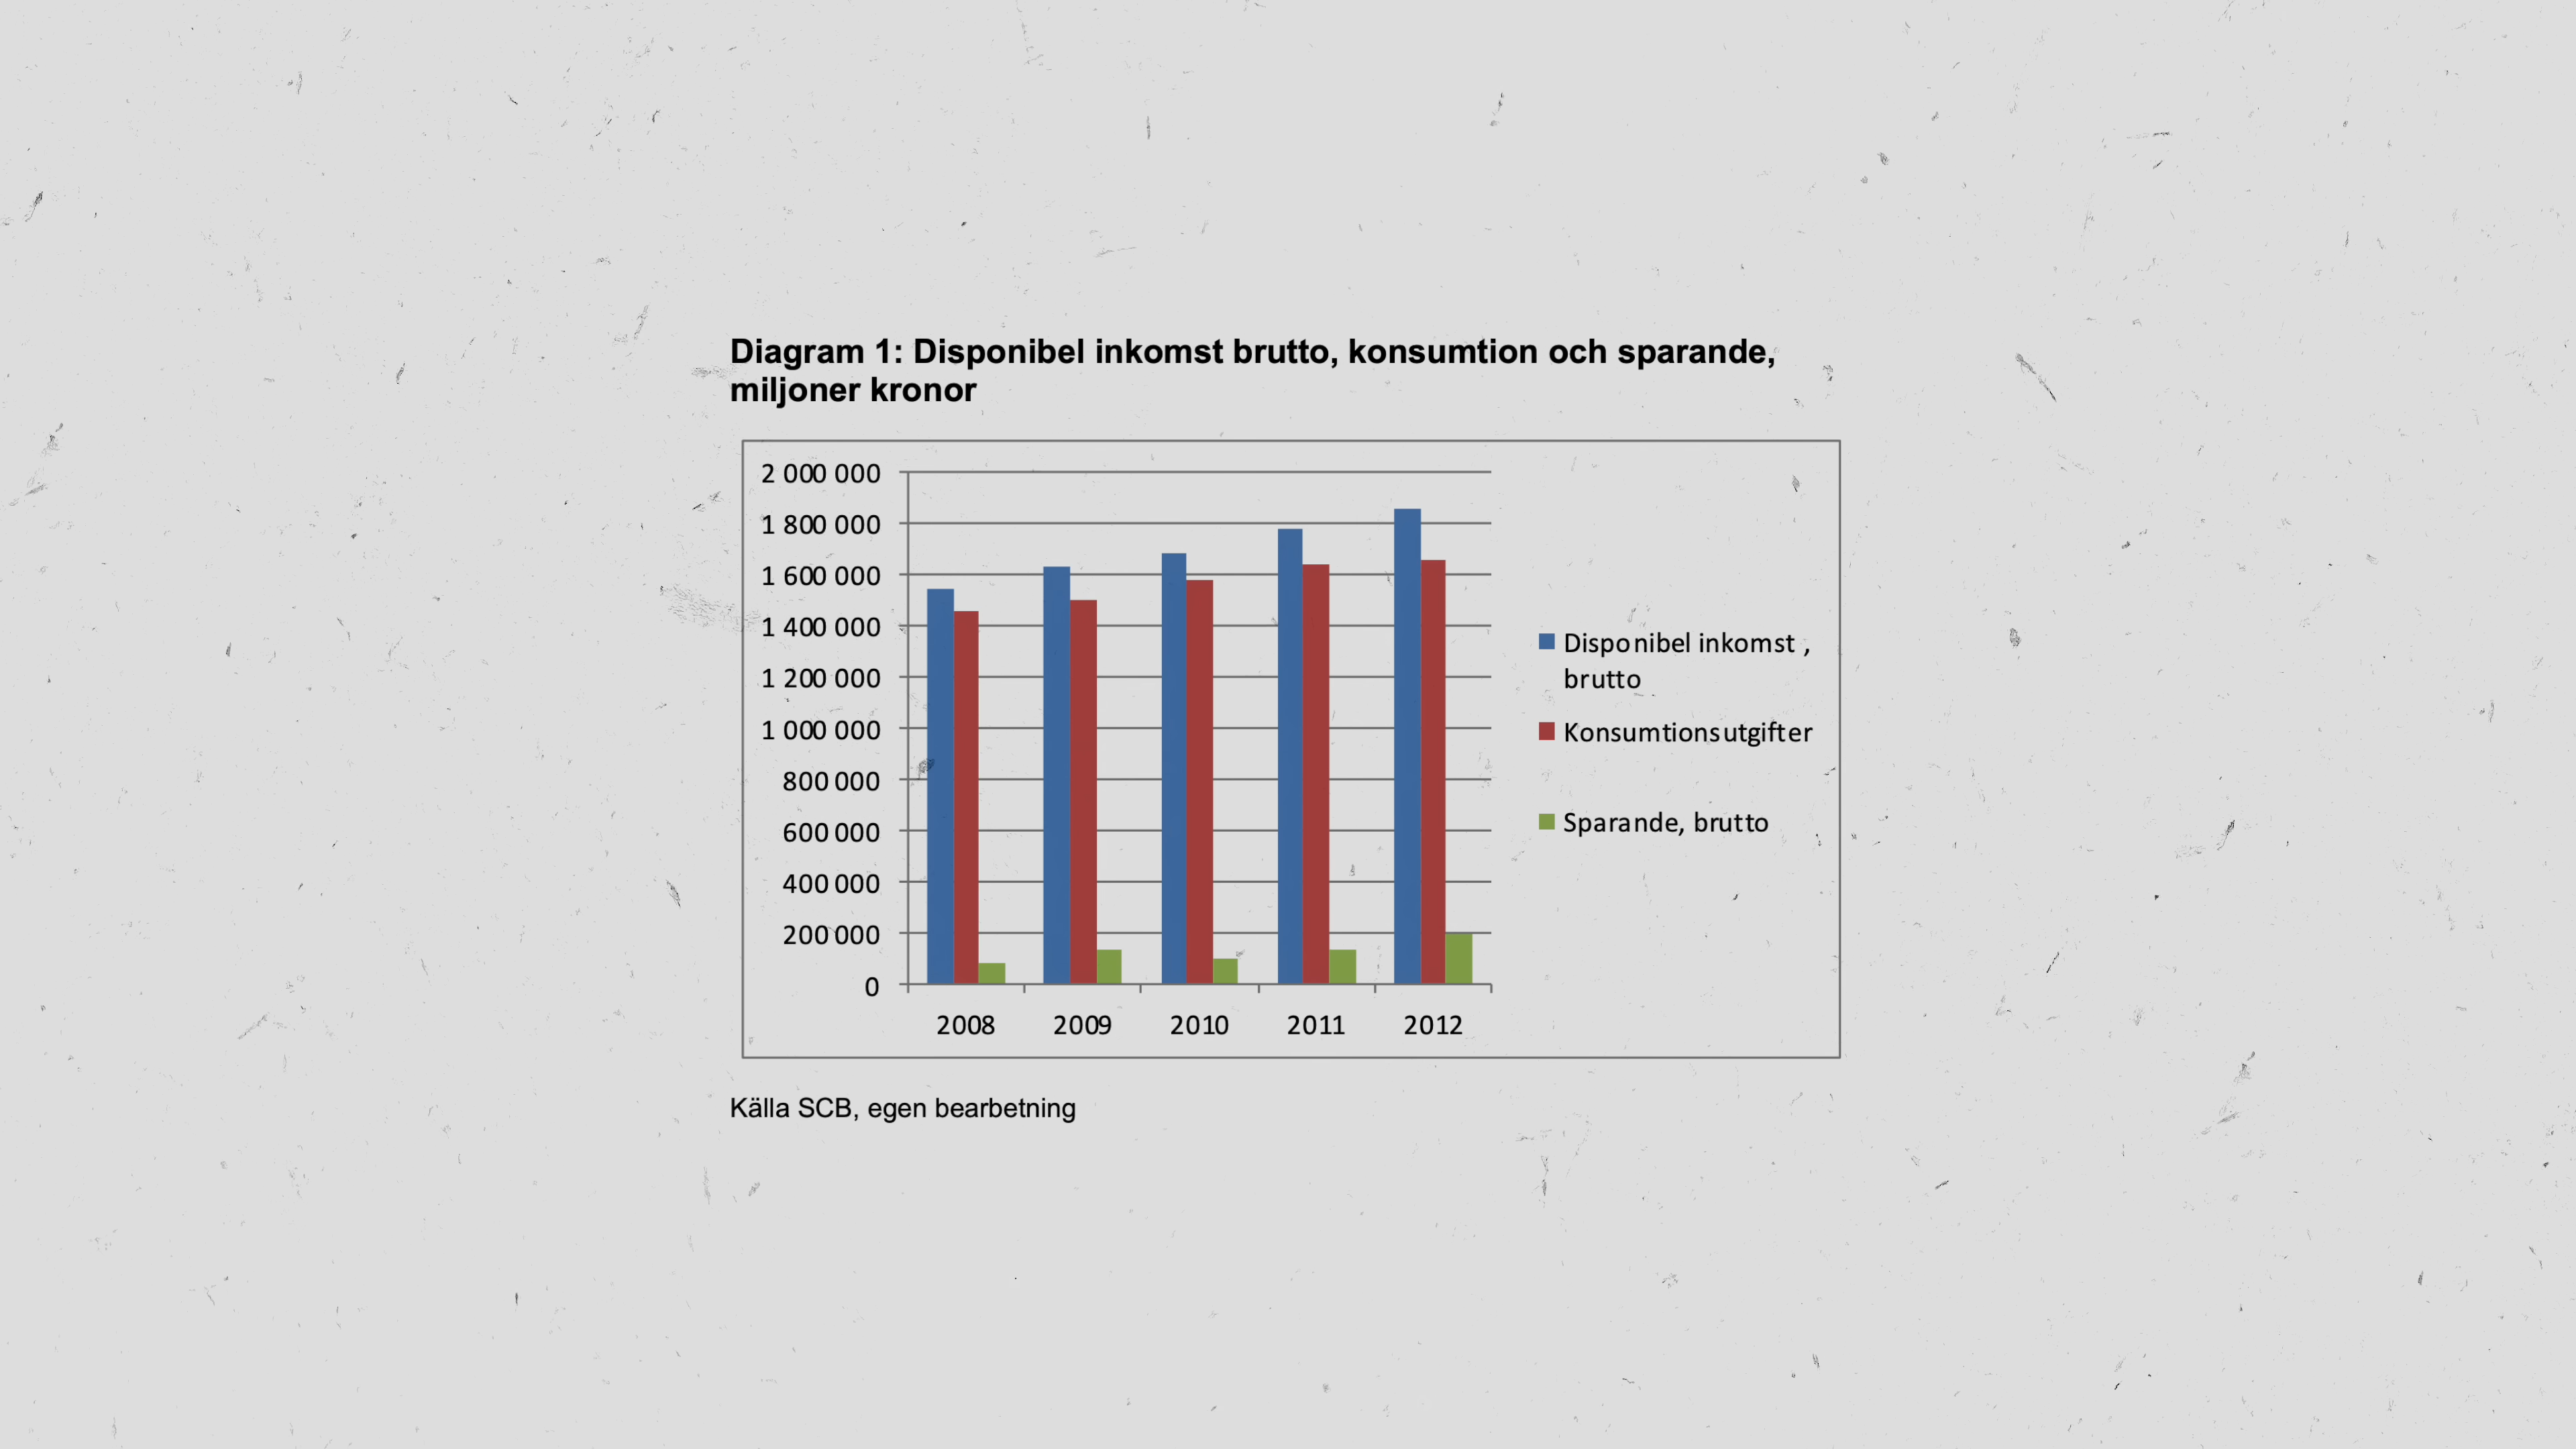 Diagram 1: Disponibel inkomst brutto, konsumtion och sparande,
miljoner kronor
2 000 000
1 800 000
1 600 000
1 400 000
1 200 000
1 000 000
800 000
600 000
400 000
200 000
0
2008 2009 2010 2011 2012
Disponibel inkomst ,
brutto
Konsumtionsutgifter
Sparande, brutto
Källa SCB, egen bearbetning